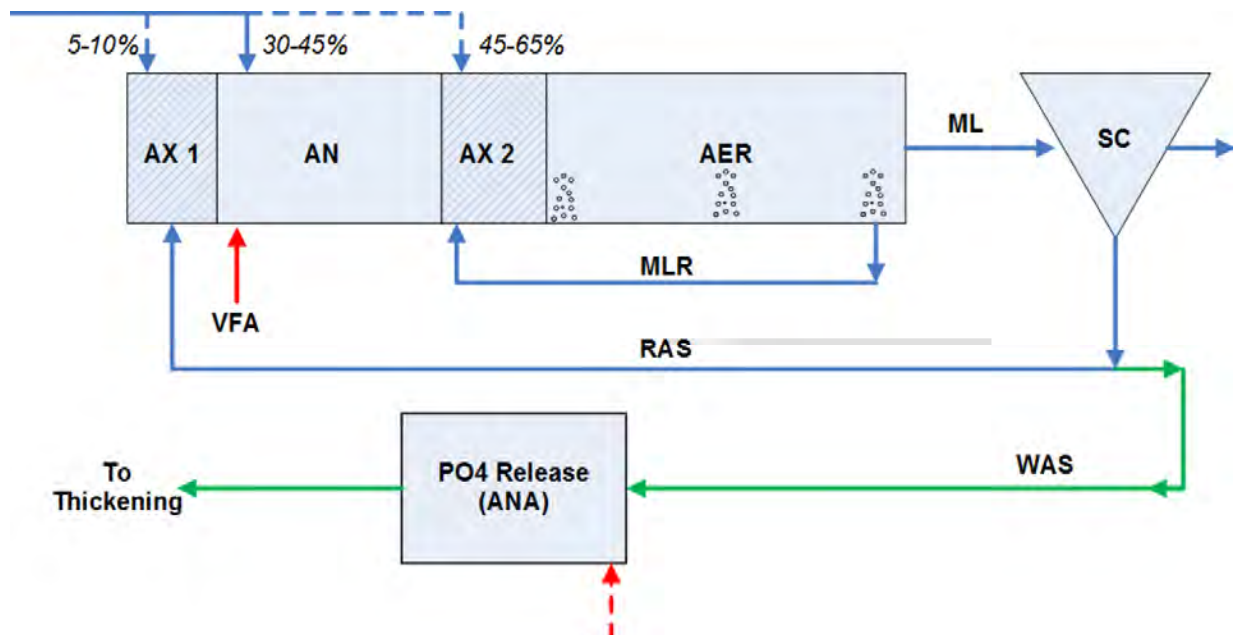 5-10%
30-45%
45-65%
AX 1
AN
AX 2
AER
ML
SC
MLR
VFA
RAS
WAS
PO4 Release
(ANA)
To
Thickening